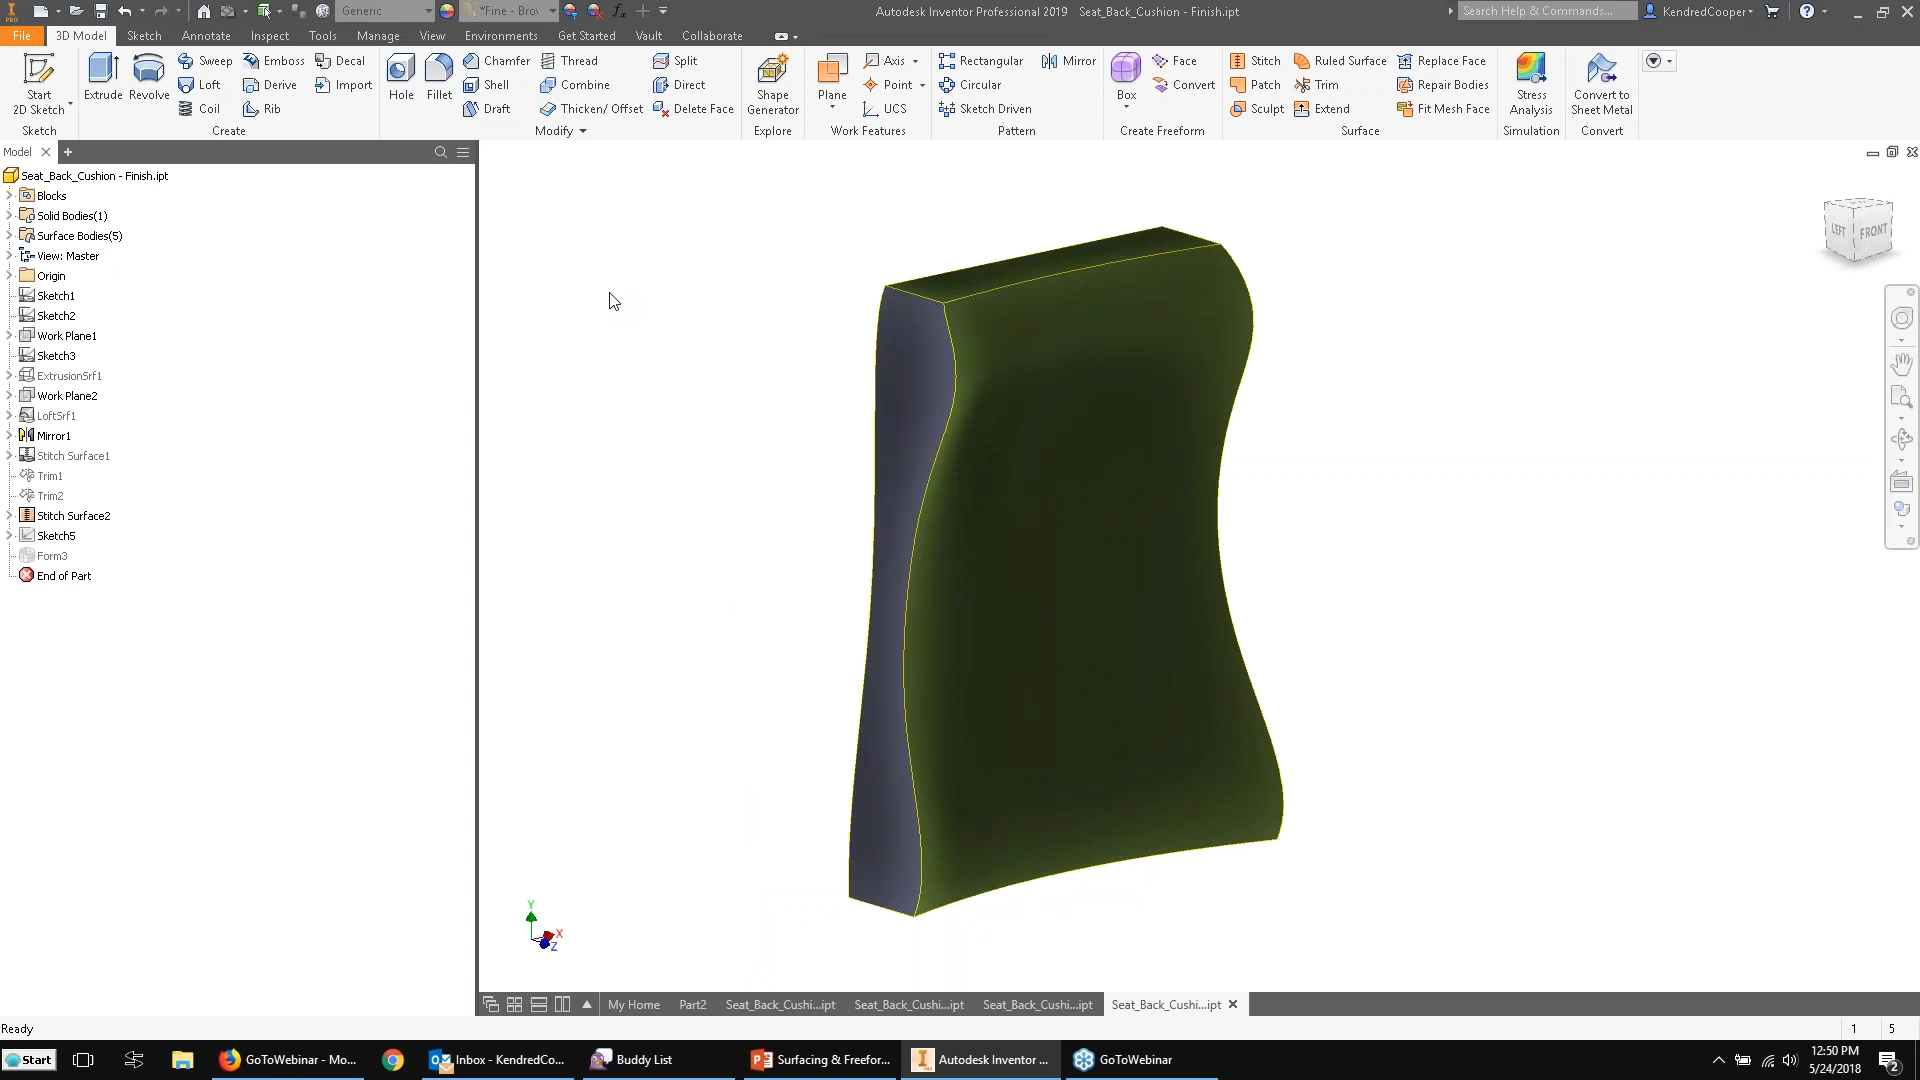 Generic
*Fine - Brov
Autodesk Inventor Professional 2019 Seat_Back_Cushion - Finish.ipt
Search Help & Commands...
KendredCooper
PRO
File 3D Model Sketch Annotate Inspect Tools Manage View Environments Get Started Vault Collaborate
Start 2D Sketch
Extrude Revolve
Sweep Emboss Decal
Loft Derive Import
Coil Rib
Hole Fillet
Chamfer Thread Split
Shell Combine Direct
Draft Thicken/ Offset Delete Face
Shape Generator
Plane
Axis
Point
UCS
Rectangular Mirror
Circular
Sketch Driven
Box
Face
Convert
Stitch Ruled Surface Replace Face
Patch Trim Repair Bodies
Sculpt Extend Fit Mesh Face
Stress Analysis
Convert to Sheet Metal
Sketch Create Modify Explore Work Features Pattern Create Freeform Surface Simulation Convert
Model
Seat_Back_Cushion - Finish.ipt
Blocks
Solid Bodies(1)
Surface Bodies(5)
View: Master
Origin
Sketch1
Sketch2
Work Plane1
Sketch3
ExtrusionSrf1
Work Plane2
LoftSrf1
Mirror1
Stitch Surface1
Trim1
Trim2
Stitch Surface2
Sketch5
Form3
End of Part
LEFT FRONT
Y
X
Z
My Home Part2 Seat_Back_Cushi...ipt Seat_Back_Cushi...ipt Seat_Back_Cushi...ipt Seat_Back_Cushi...ipt
Ready
1 5
Start
GoToWebinar - Mo...
Inbox - KendredCo...
Buddy List
Surfacing & Freefor...
Autodesk Inventor ...
GoToWebinar
12:50 PM
5/24/2018
2